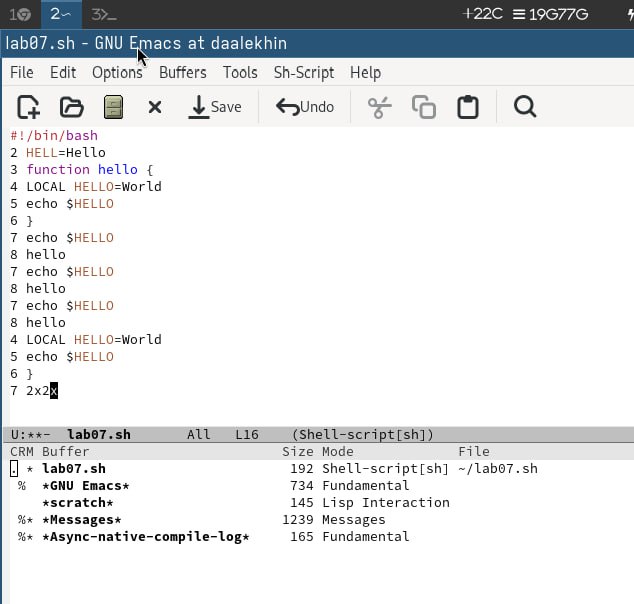 1 2 3 +22C 19G77G
lab07.sh - GNU Emacs at daalekhin
File Edit Options Buffers Tools Sh-Script Help
Save Undo
#!/bin/bash
2 HELL=Hello
3 function hello {
4 LOCAL HELLO=World
5 echo $HELLO
6 }
7 echo $HELLO
8 hello
7 echo $HELLO
8 hello
7 echo $HELLO
8 hello
4 LOCAL HELLO=World
5 echo $HELLO
6 }
7 2x2x
U:**- lab07.sh All L16 (Shell-script[sh])
CRM Buffer Size Mode File
. * lab07.sh 192 Shell-script[sh] ~/lab07.sh
% *GNU Emacs* 734 Fundamental
*scratch* 145 Lisp Interaction
%* *Messages* 1239 Messages
%* *Async-native-compile-log* 165 Fundamental